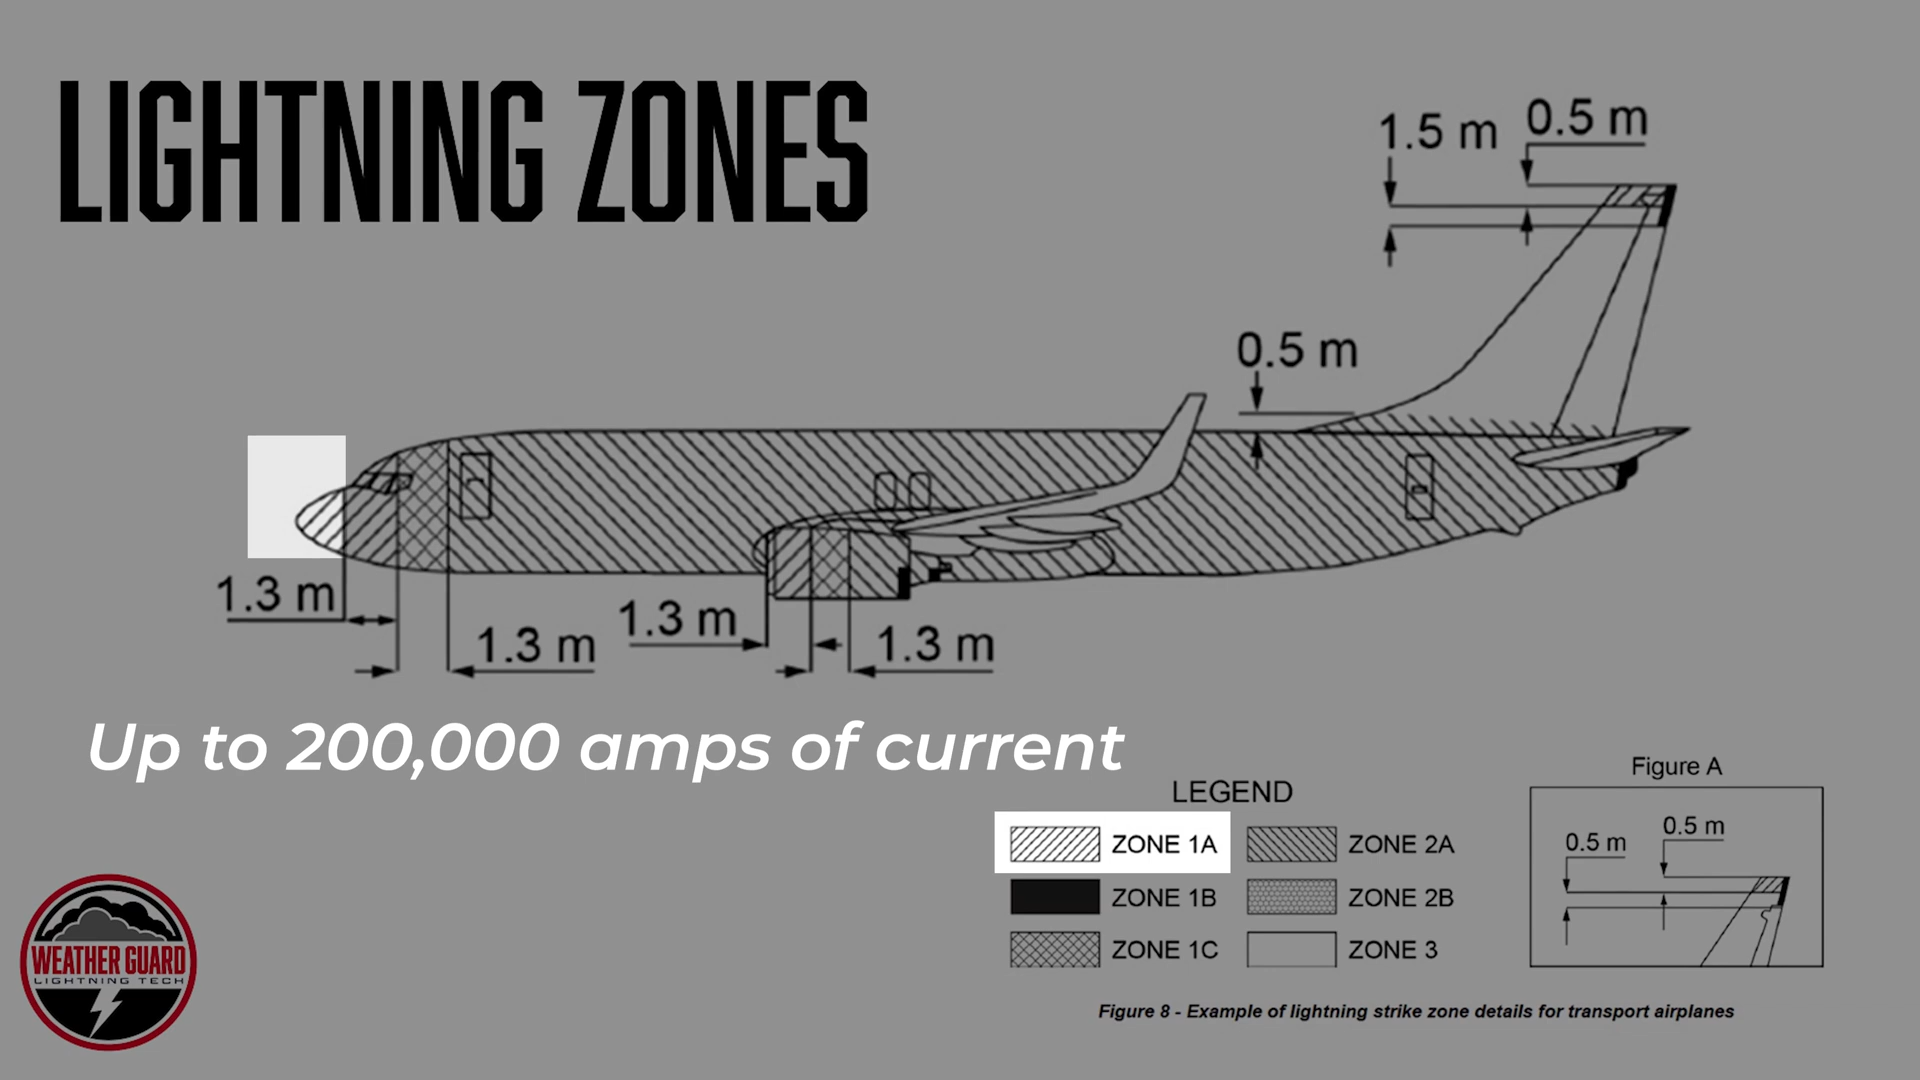 LIGHTNING ZONES
1.5 m
0.5 m
0.5 m
1.3 m
1.3 m
1.3 m
1.3 m
Up to 200,000 amps of current
LEGEND
ZONE 1A
ZONE 2A
ZONE 1B
ZONE 2B
ZONE 1C
ZONE 3
Figure A
0.5 m
0.5 m
Figure 8 - Example of lightning strike zone details for transport airplanes
WEATHER GUARD
LIGHTNING TECH